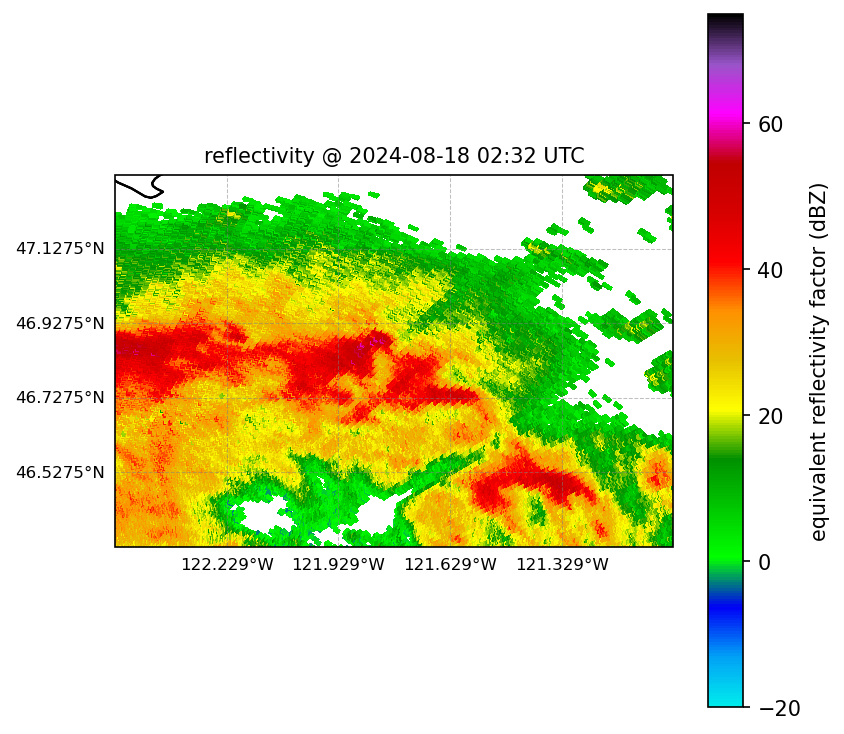 reflectivity @ 2024-08-18 02:32 UTC
47.1275°N
46.9275°N
46.7275°N
46.5275°N
122.229°W 121.929°W 121.629°W 121.329°W
60
40
20
0
−20
equivalent reflectivity factor (dBZ)